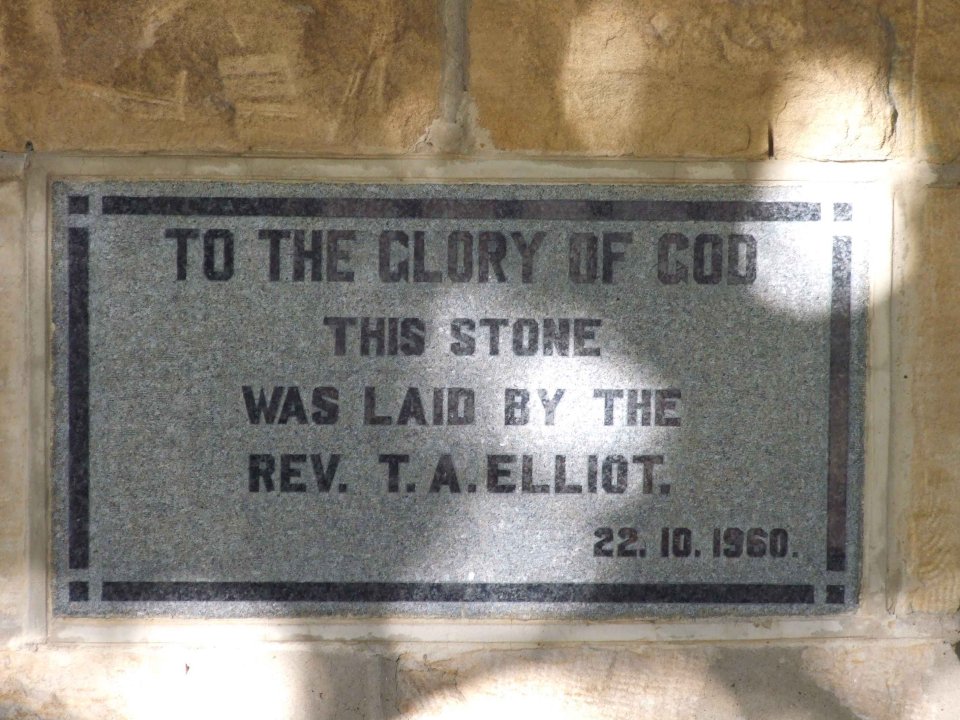 TO THE GLORY OF GOD
THIS STONE
WAS LAID BY THE
REV. T. A. ELLIOT.
22. 10. 1960.